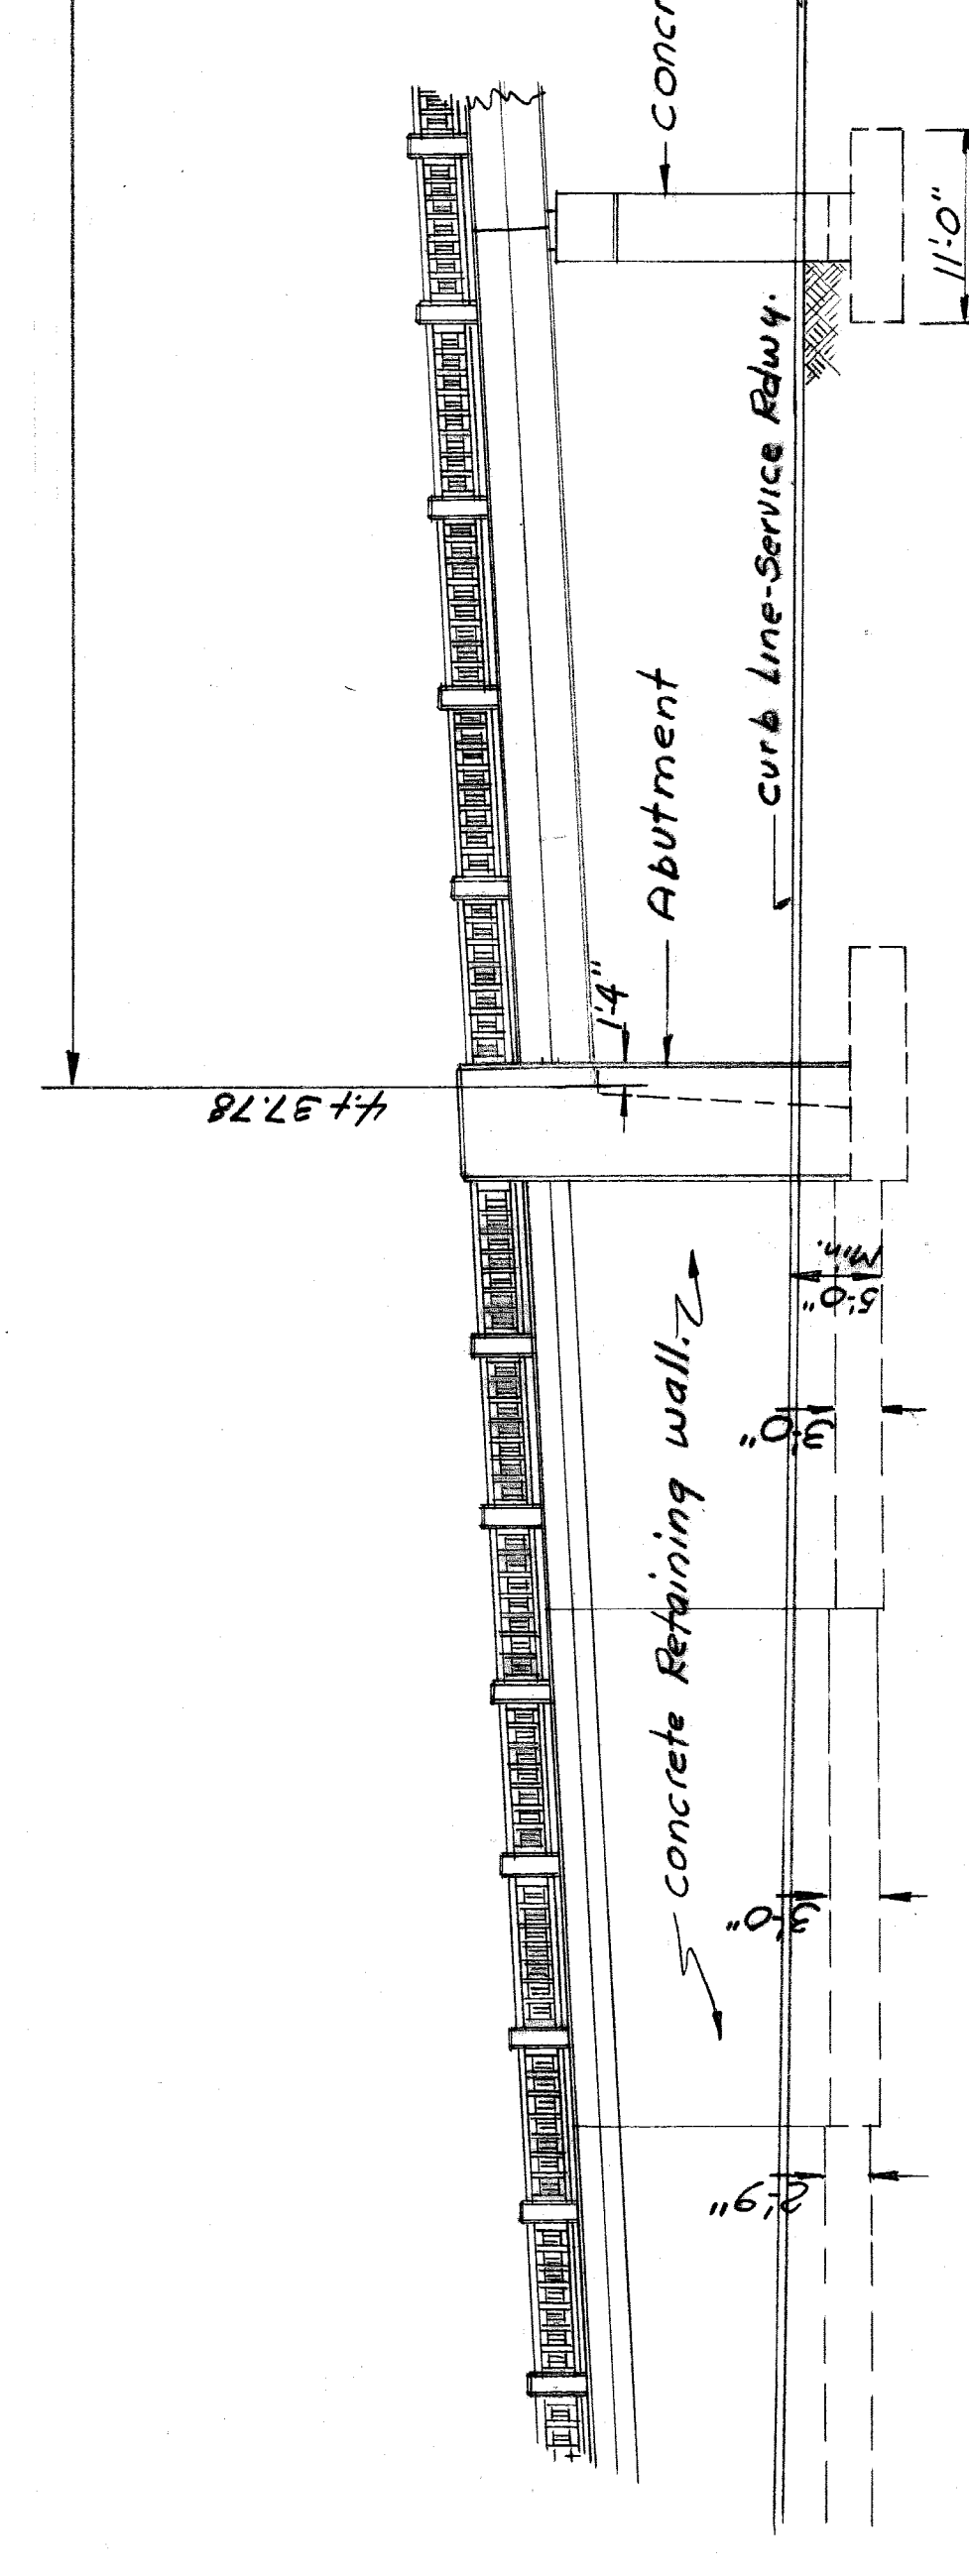 concr
11'-0"
curb Line-Service Rdwy.
Abutment
1'4"
4+37.78
5'-0"
Min.
3'-0"
concrete Retaining wall.
3'-0"
2'-9"